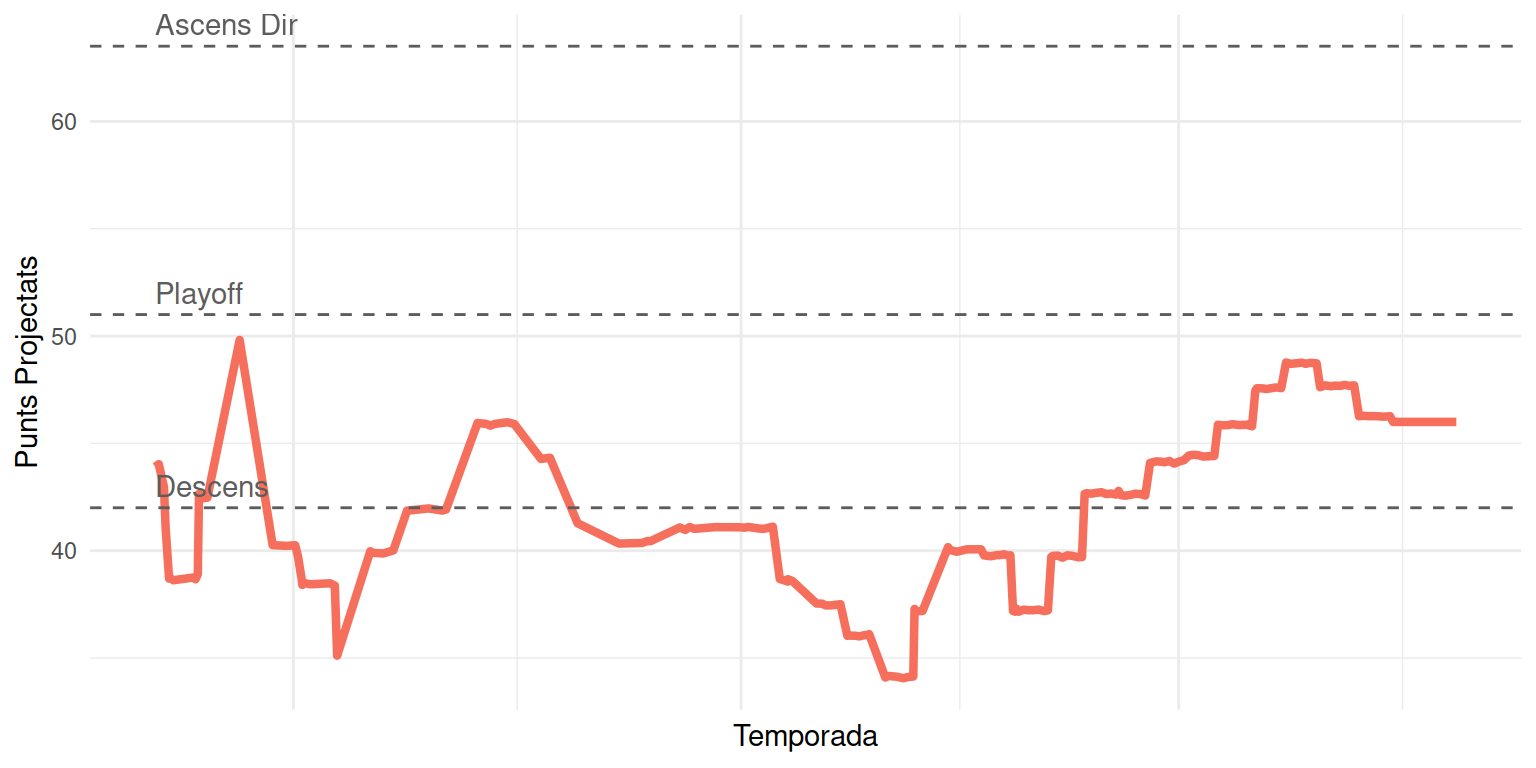 Ascens Dir
60
Playoff
50
Descens
40
Punts Projectats
Temporada